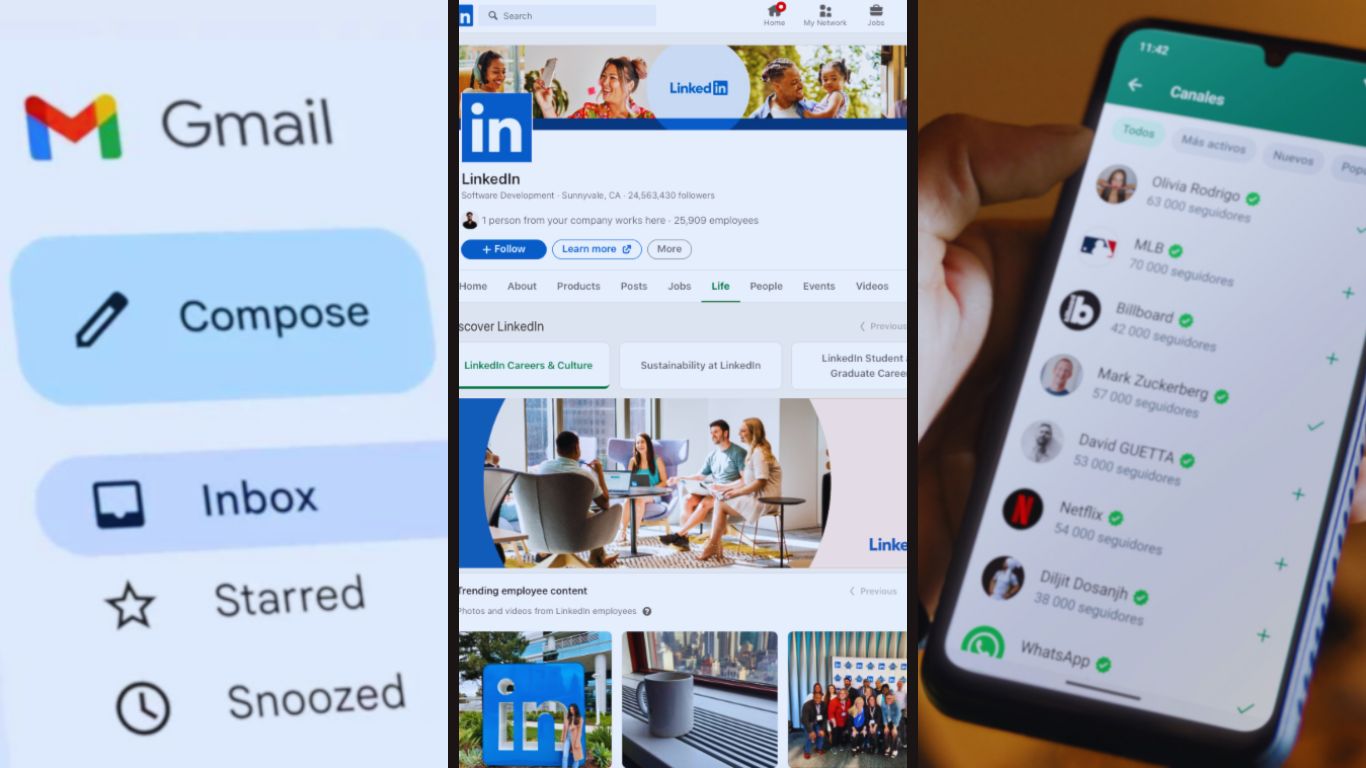 Gmail
Compose
Inbox
Starred
Snoozed
in
Search
Home
My Network
Jobs
LinkedIn
in
LinkedIn
Software Development · Sunnyvale, CA · 24,563,430 followers
1 person from your company works here · 25,909 employees
+ Follow
Learn more
More
Home About Products Posts Jobs Life People Events Videos
scover LinkedIn
Previous
LinkedIn Careers & Culture
Sustainability at LinkedIn
LinkedIn Student
Graduate Career
Linke
Trending employee content
Previous
Photos and videos from LinkedIn employees
in
11:42
Canales
Todos
Más activos
Nuevos
Popu
Olivia Rodrigo
63 000 seguidores
MLB
70 000 seguidores
b
Billboard
42 000 seguidores
Mark Zuckerberg
57 000 seguidores
David GUETTA
53 000 seguidores
N
Netflix
54 000 seguidores
Diljit Dosanjh
38 000 seguidores
WhatsApp